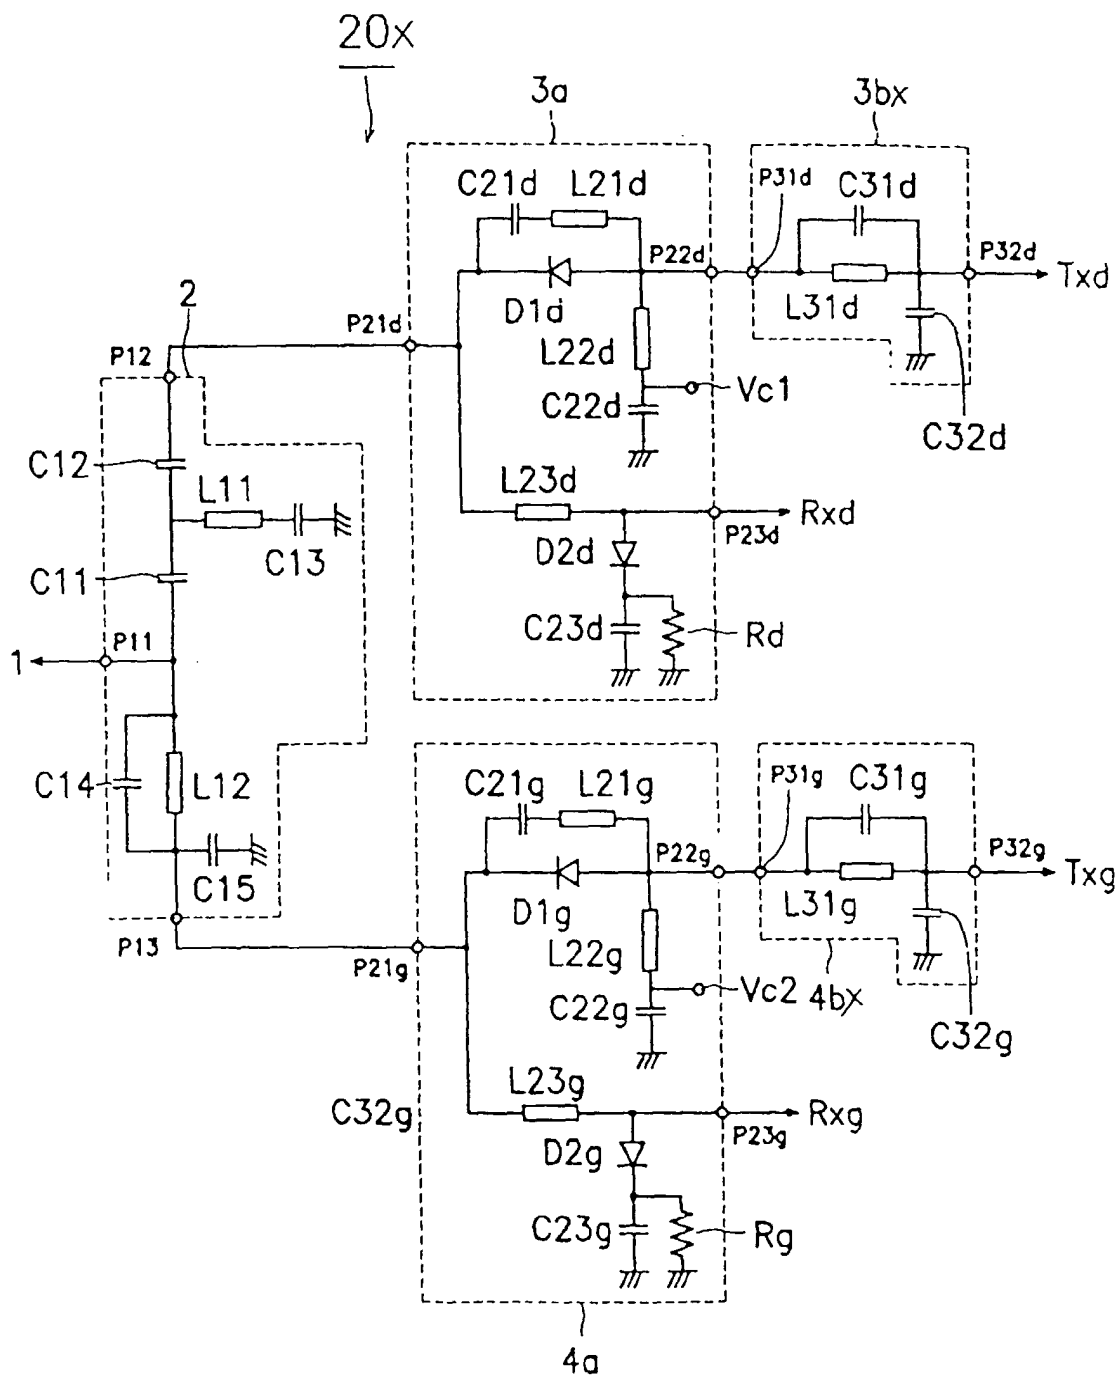 20x
3a
3bx
C21d
L21d
P31d
C31d
P22d
P32d
Txd
D1d
L31d
2
P21d
L22d
P12
Vc1
C22d
C32d
C12
L11
L23d
Rxd
P23d
C13
D2d
C11
C23d
Rd
P11
1
C14
L12
C21g
L21g
P31g
C31g
P22g
P32g
Txg
C15
D1g
L31g
P13
P21g
L22g
Vc2
4bx
C22g
C32g
L23g
C32g
Rxg
P23g
D2g
C23g
Rg
4a